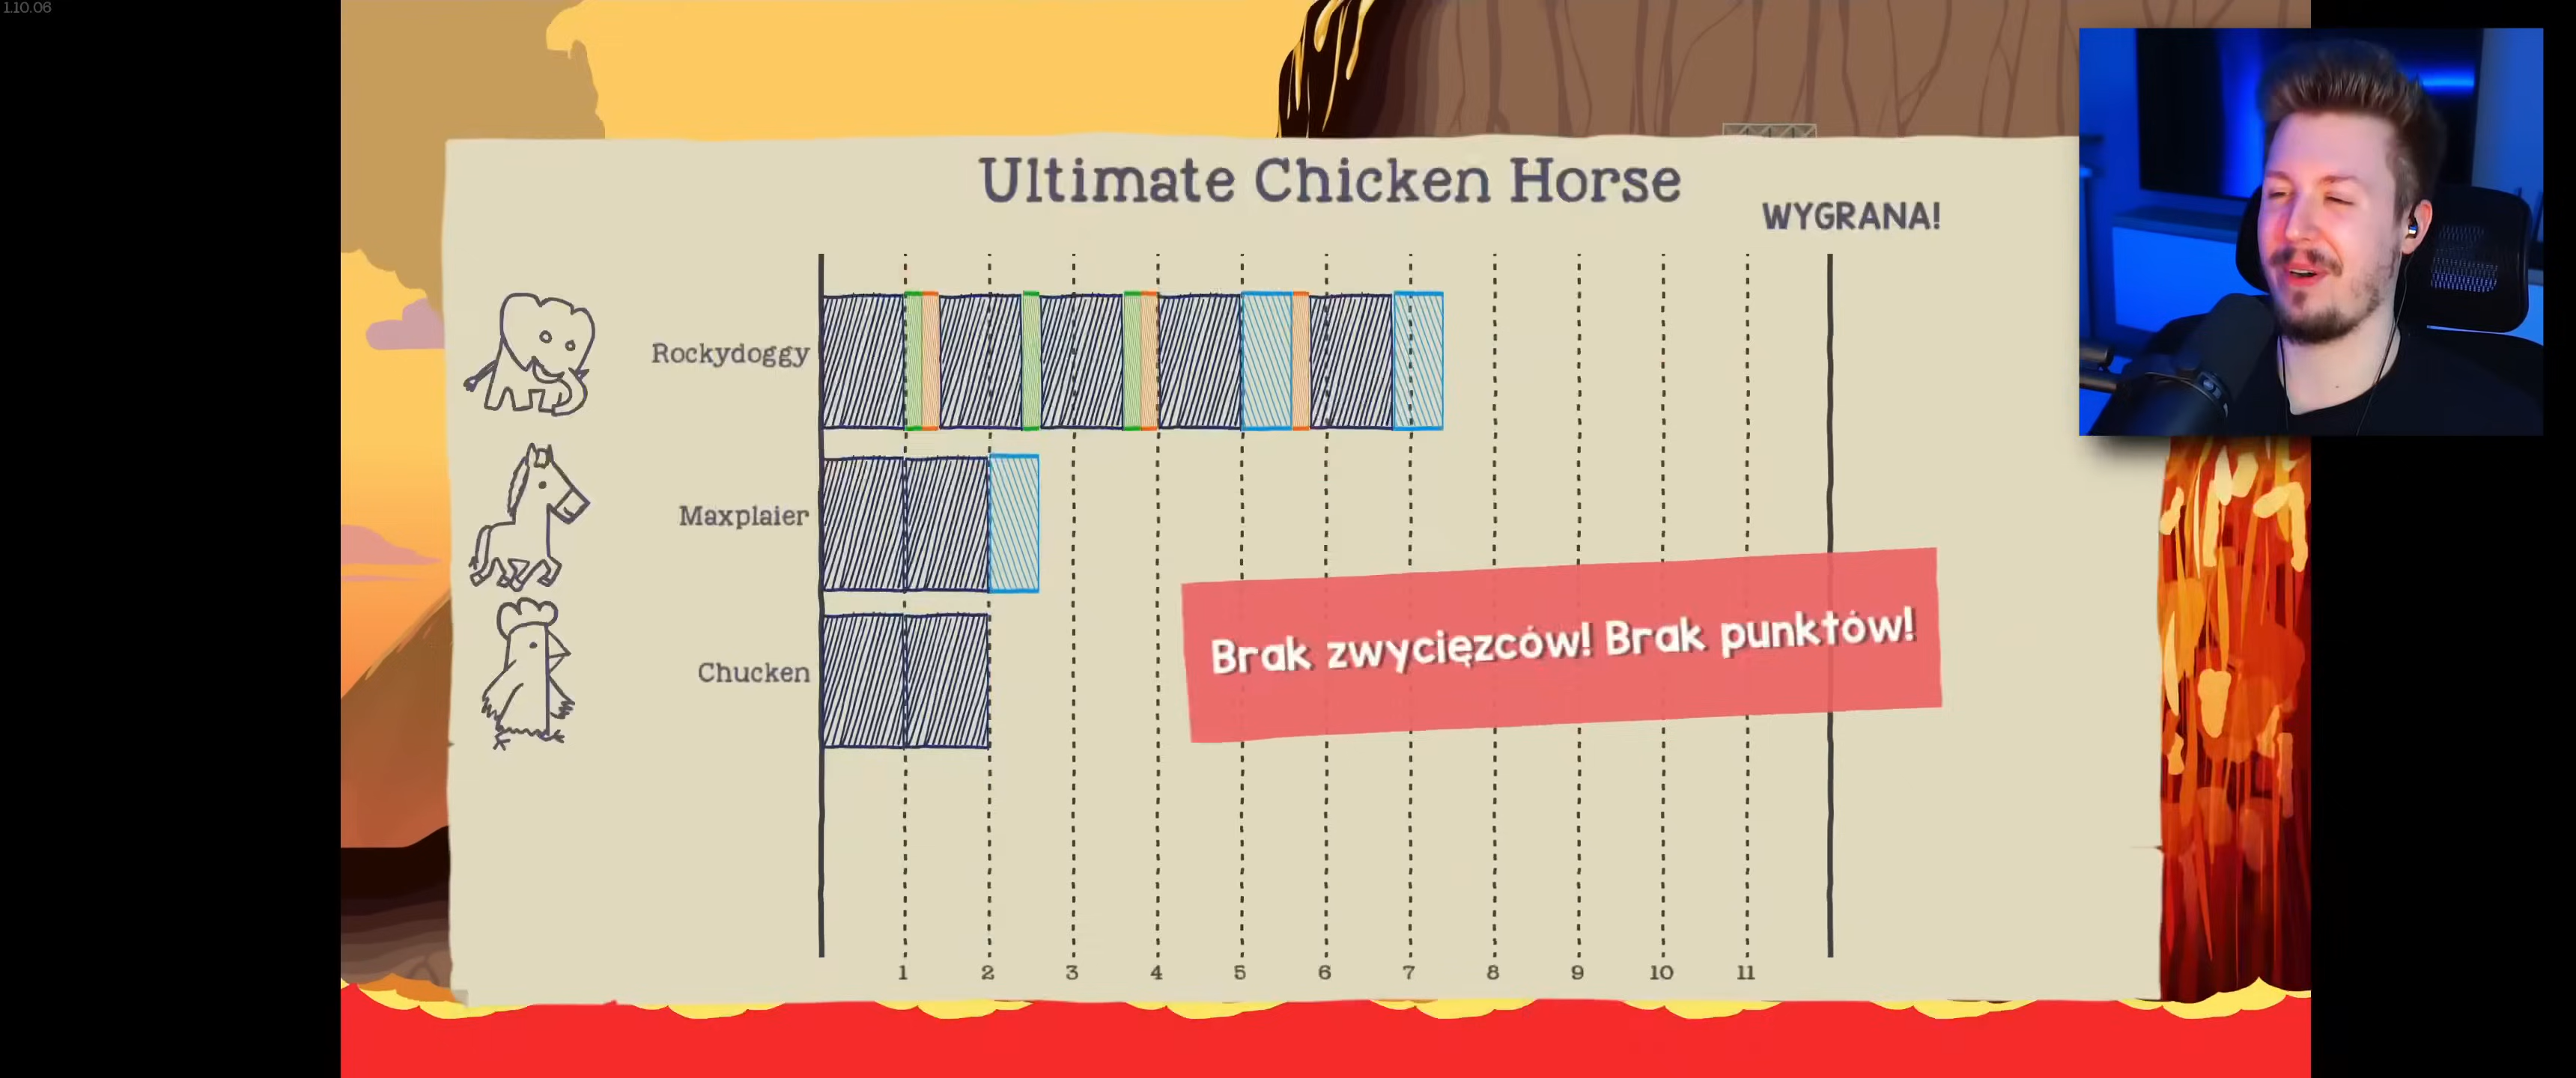 1.10.06
Ultimate Chicken Horse
WYGRANA!
Rockydoggy
Maxplaier
Chucken
Brak zwycięzców! Brak punktów!
1 2 3 4 5 6 7 8 9 10 11